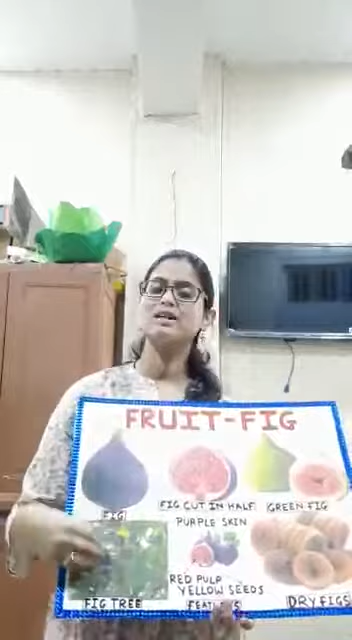 FRUIT-FIG
FIG
FIG CUT IN HALF
GREEN FIG
PURPLE SKIN
RED PULP
YELLOW SEEDS
FIG TREE
DRY FIGS